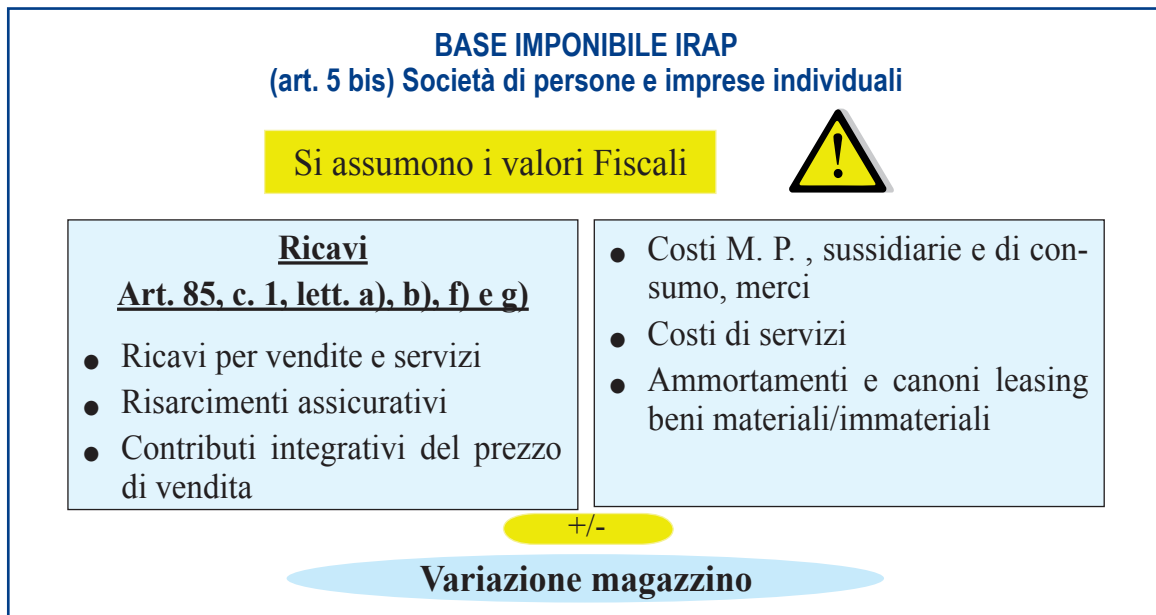 BASE IMPONIBILE IRAP
(art. 5 bis) Società di persone e imprese individuali
Si assumono i valori Fiscali
!
Ricavi
Art. 85, c. 1, lett. a), b), f) e g)
● Ricavi per vendite e servizi
● Risarcimenti assicurativi
● Contributi integrativi del prezzo
di vendita
● Costi M. P. , sussidiarie e di con-
sumo, merci
● Costi di servizi
● Ammortamenti e canoni leasing
beni materiali/immateriali
+/-
Variazione magazzino